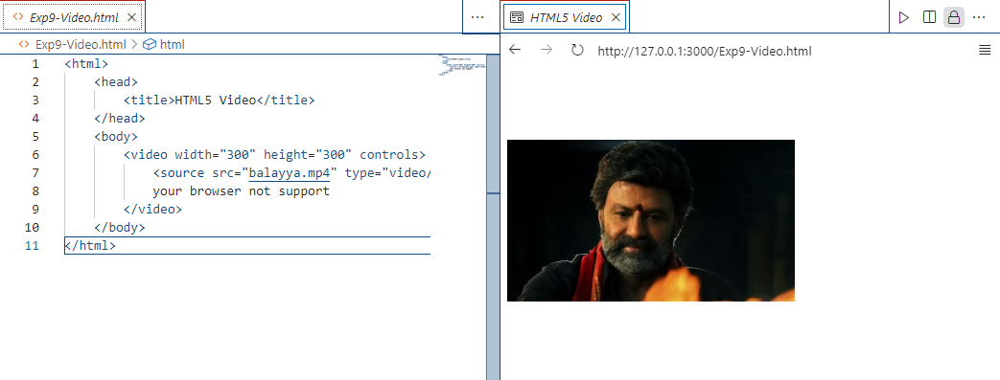 Exp9-Video.html
Exp9-Video.html > html
1 <html>
2 <head>
3 <title>HTML5 Video</title>
4 </head>
5 <body>
6 <video width="300" height="300" controls>
7 <source src="balayya.mp4" type="video/
8 your browser not support
9 </video>
10 </body>
11 </html>
HTML5 Video
http://127.0.0.1:3000/Exp9-Video.html